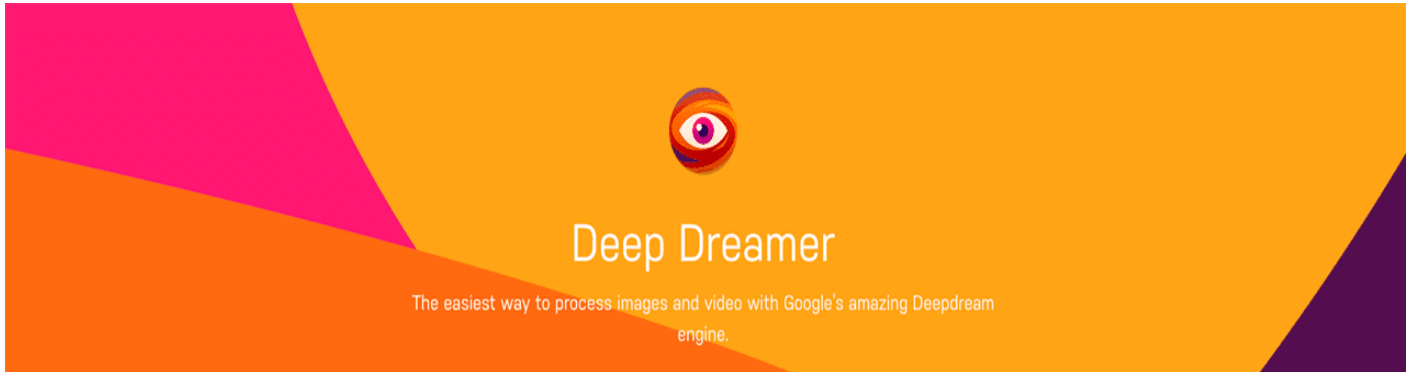 Deep Dreamer
The easiest way to process images and video with Google's amazing Deepdream
engine.